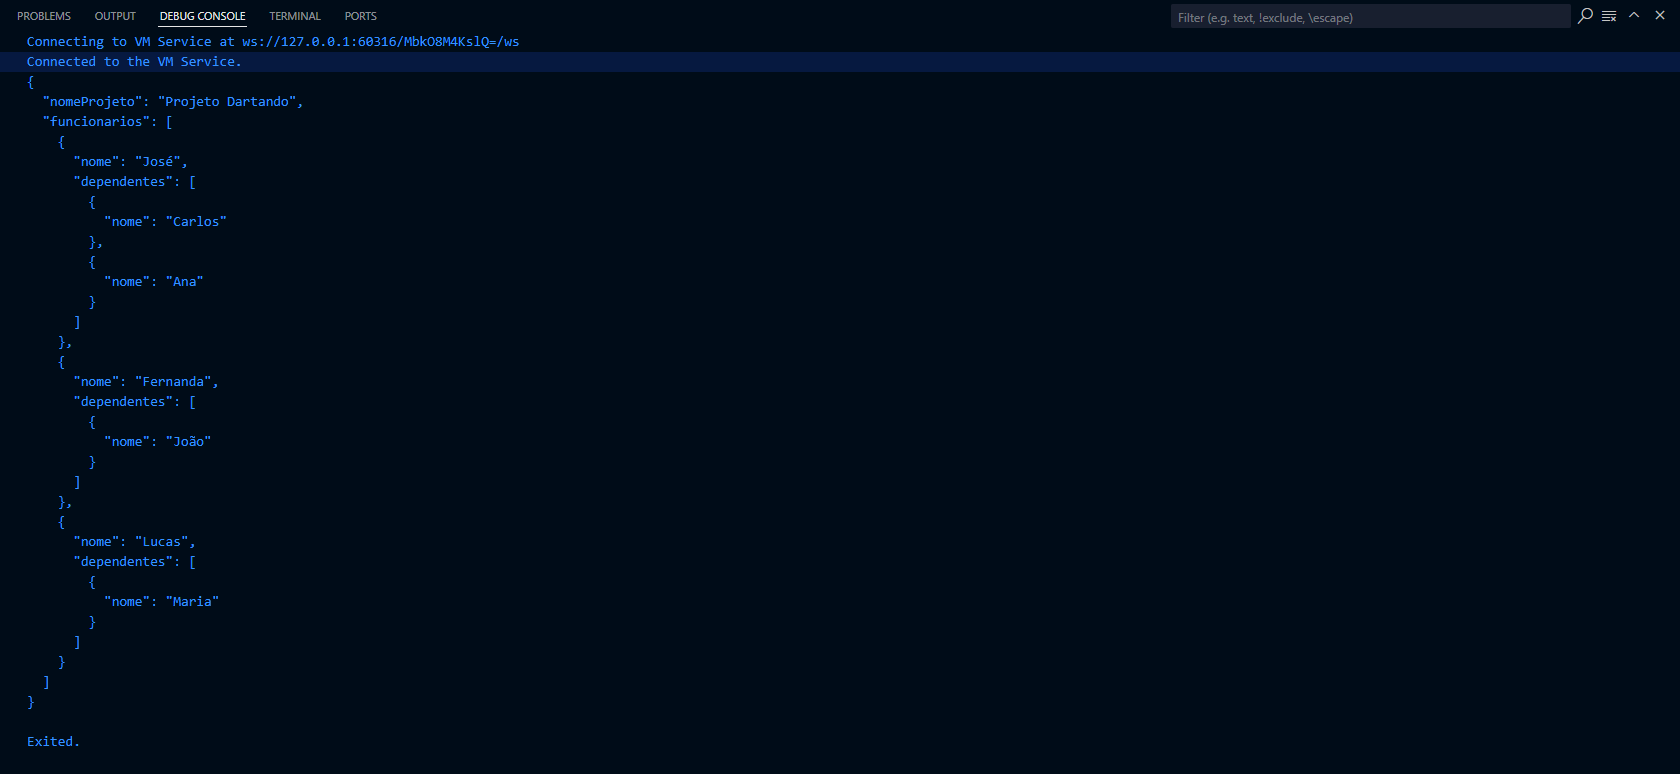 PROBLEMS OUTPUT DEBUG CONSOLE TERMINAL PORTS Filter (e.g. text, !exclude, \escape)
Connecting to VM Service at ws://127.0.0.1:60316/MbkO8M4KslQ=/ws
Connected to the VM Service.
{
  "nomeProjeto": "Projeto Dartando",
  "funcionarios": [
    {
      "nome": "José",
      "dependentes": [
        {
          "nome": "Carlos"
        },
        {
          "nome": "Ana"
        }
      ]
    },
    {
      "nome": "Fernanda",
      "dependentes": [
        {
          "nome": "João"
        }
      ]
    },
    {
      "nome": "Lucas",
      "dependentes": [
        {
          "nome": "Maria"
        }
      ]
    }
  ]
}
Exited.